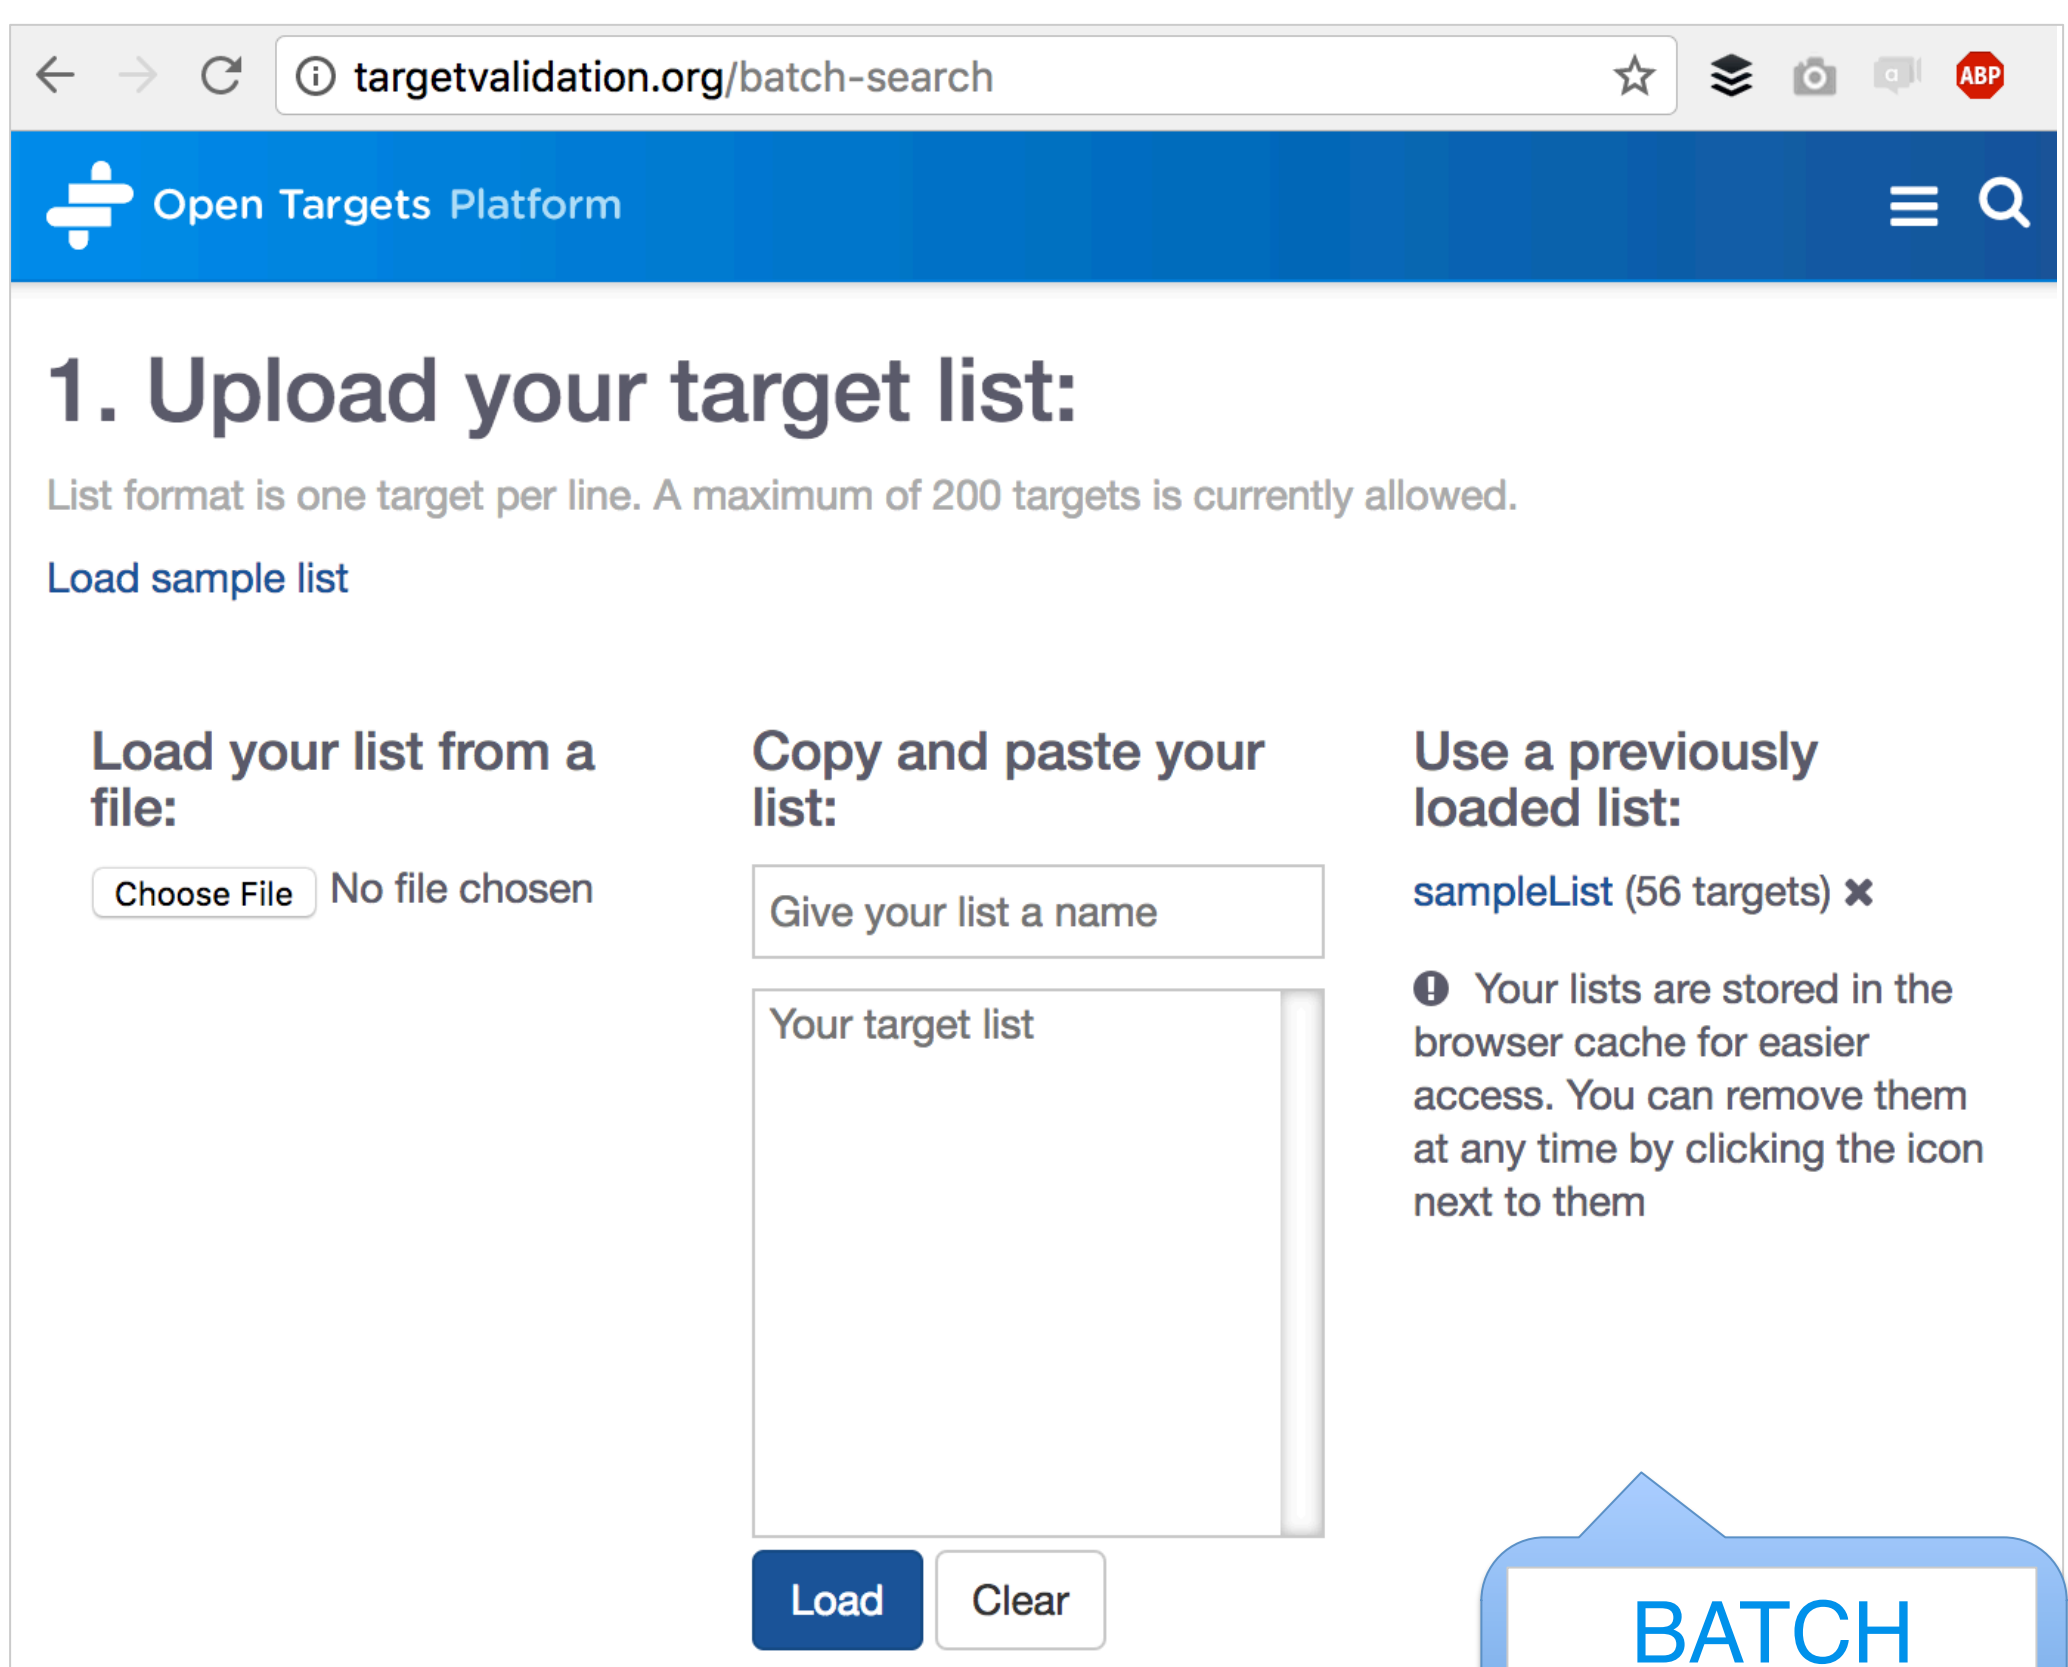 targetvalidation.org/batch-search
ABP
Open Targets Platform
1. Upload your target list:
List format is one target per line. A maximum of 200 targets is currently allowed.
Load sample list
Load your list from a
file:
Choose File No file chosen
Copy and paste your
list:
Give your list a name
Your target list
Load Clear
Use a previously
loaded list:
sampleList (56 targets) ✖
Your lists are stored in the
browser cache for easier
access. You can remove them
at any time by clicking the icon
next to them
BATCH